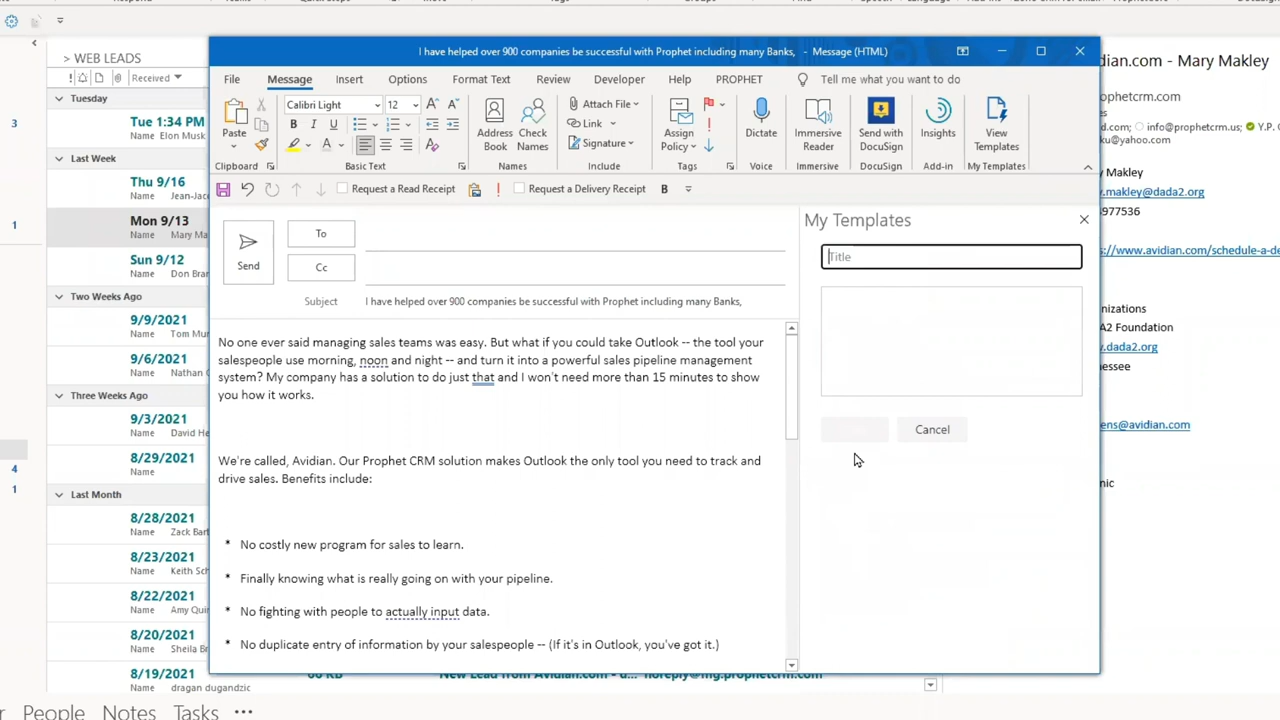 > WEB LEADS
Received
Tuesday
3
Tue 1:34 PM
Name Elon Musk
Last Week
Thu 9/16
Name Jean-Jac
1
Mon 9/13
Name Mary Ma
Sun 9/12
Name Don Bran
Two Weeks Ago
9/9/2021
Name Tom Mur
9/6/2021
Name Nathan
Three Weeks Ago
9/3/2021
Name David He
8/29/2021
4
Name
1
Last Month
8/28/2021
Name Zack Bar
8/23/2021
Name Keith Sch
8/22/2021
Name Amy Quir
8/20/2021
Name Sheila Br
8/19/2021
Name dragan dugandzic
New Lead from Avidian.com - d... noreply@mg.prophetcrm.com
People Notes Tasks •••
I have helped over 900 companies be successful with Prophet including many Banks, - Message (HTML)
File Message Insert Options Format Text Review Developer Help PROPHET Tell me what you want to do
Paste
Clipboard
Calibri Light 12
B I U
Basic Text
Address Book
Check Names
Names
Attach File
Link
Signature
Include
Assign Policy
Tags
Dictate
Voice
Immersive Reader
Immersive
Send with DocuSign
DocuSign
Insights
Add-in
View Templates
My Templates
Request a Read Receipt
Request a Delivery Receipt B
Send
To
Cc
Subject I have helped over 900 companies be successful with Prophet including many Banks,
No one ever said managing sales teams was easy. But what if you could take Outlook -- the tool your
salespeople use morning, noon and night -- and turn it into a powerful sales pipeline management
system? My company has a solution to do just that and I won't need more than 15 minutes to show
you how it works.
We're called, Avidian. Our Prophet CRM solution makes Outlook the only tool you need to track and
drive sales. Benefits include:
* No costly new program for sales to learn.
* Finally knowing what is really going on with your pipeline.
* No fighting with people to actually input data.
* No duplicate entry of information by your salespeople -- (If it's in Outlook, you've got it.)
My Templates
Title
Cancel
dian.com - Mary Makley
ophetcrm.com
d.com; info@prophetcrm.us; Y.P.
ku@yahoo.com
y Makley
.makley@dada2.org
977536
s://www.avidian.com/schedule-a-de
anizations
A2 Foundation
y.dada2.org
nessee
ens@avidian.com
nic